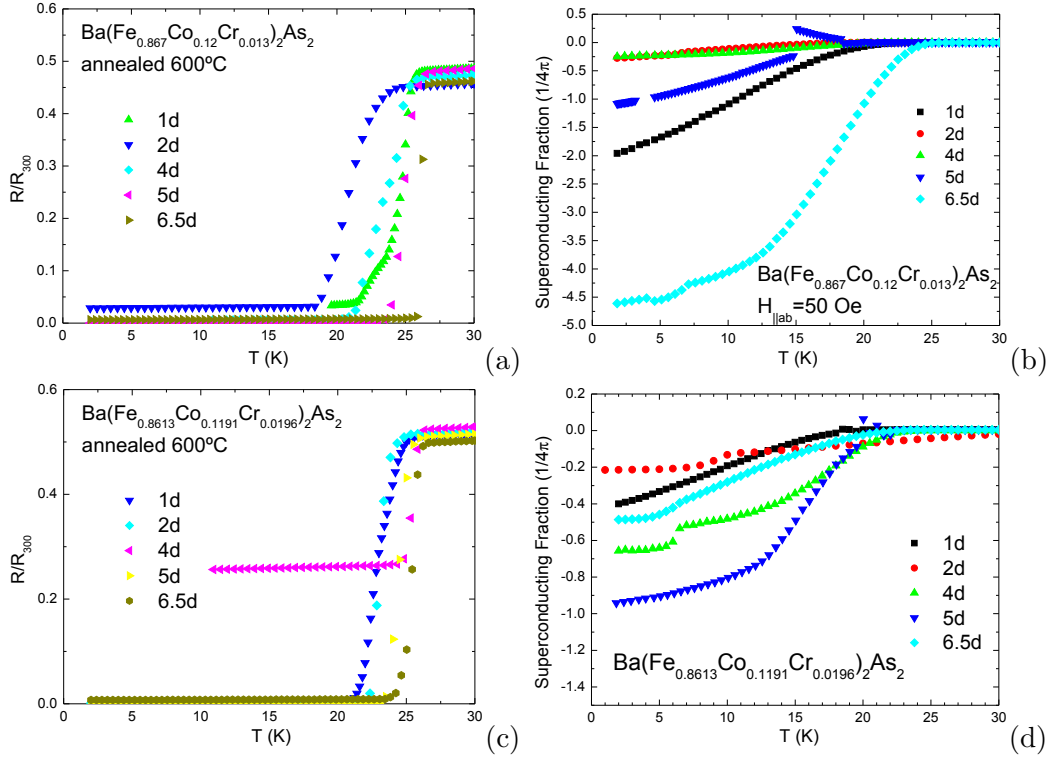 Ba(Fe0.867Co0.12Cr0.013)2As2
annealed 600ºC
1d
2d
4d
5d
6.5d
R/R300
0.6
0.5
0.4
0.3
0.2
0.1
0.0
0 5 10 15 20 25 30
T (K)
(a)
Superconducting Fraction (1/4π)
0.5
0.0
-0.5
-1.0
-1.5
-2.0
-2.5
-3.0
-3.5
-4.0
-4.5
-5.0
1d
2d
4d
5d
6.5d
Ba(Fe0.867Co0.12Cr0.013)2As2
H||ab=50 Oe
0 5 10 15 20 25 30
T (K)
(b)
Ba(Fe0.8613Co0.1191Cr0.0196)2As2
annealed 600ºC
1d
2d
4d
5d
6.5d
R/R300
0.6
0.4
0.2
0.0
0 5 10 15 20 25 30
T (K)
(c)
Superconducting Fraction (1/4π)
0.2
0.0
-0.2
-0.4
-0.6
-0.8
-1.0
-1.2
-1.4
1d
2d
4d
5d
6.5d
Ba(Fe0.8613Co0.1191Cr0.0196)2As2
0 5 10 15 20 25 30
T (K)
(d)